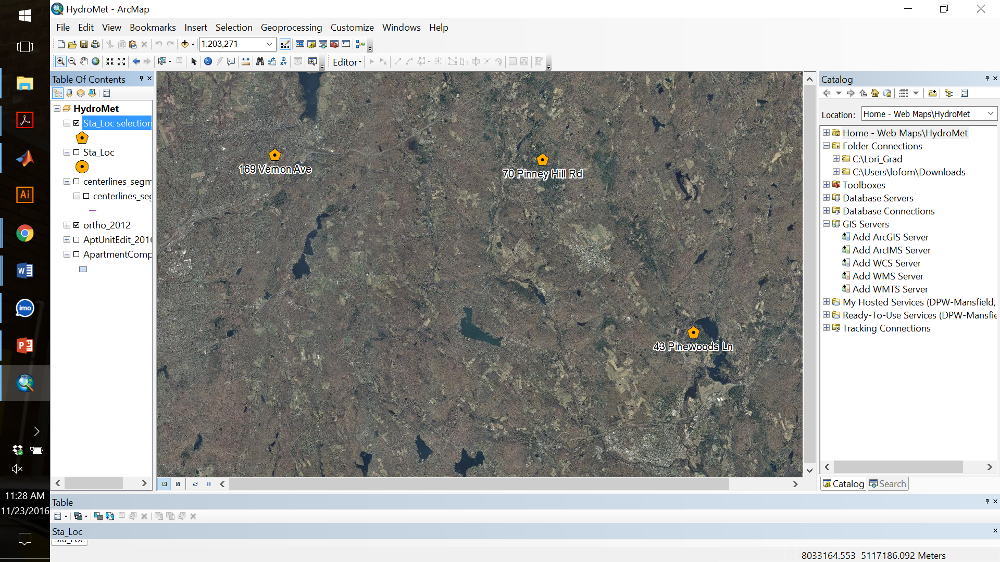 HydroMet - ArcMap
File Edit View Bookmarks Insert Selection Geoprocessing Customize Windows Help
1:203,271
Editor
Table Of Contents
HydroMet
Sta_Loc selection
Sta_Loc
centerlines_segm
centerlines_seg
ortho_2012
AptUnitEdit_2016
ApartmentComp
169 Vernon Ave
70 Pinney Hill Rd
43 Pinewoods Ln
Catalog
Location: Home - Web Maps\HydroMet
Home - Web Maps\HydroMet
Folder Connections
C:\Lori_Grad
C:\Users\lofom\Downloads
Toolboxes
Database Servers
Database Connections
GIS Servers
Add ArcGIS Server
Add ArcIMS Server
Add WCS Server
Add WMS Server
Add WMTS Server
My Hosted Services (DPW-Mansfield,
Ready-To-Use Services (DPW-Mansfie
Tracking Connections
Catalog Search
Table
Sta_Loc
Sta_Loc
-8033164.553 5117186.092 Meters
Ai
W
imo
P
11:28 AM
11/23/2016